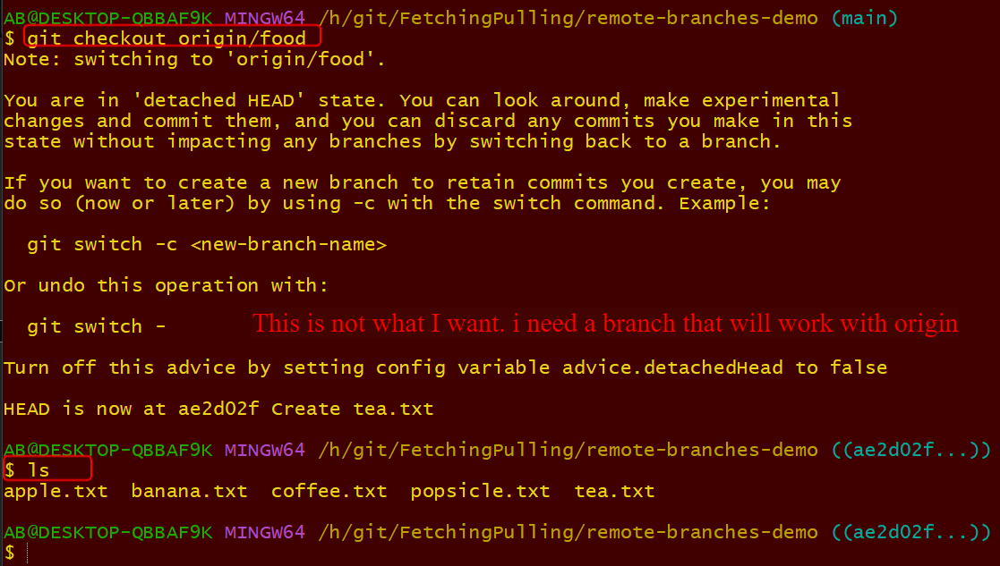 AB@DESKTOP-QBBAF9K MINGW64 /h/git/FetchingPulling/remote-branches-demo (main)
$ git checkout origin/food
Note: switching to 'origin/food'.
You are in 'detached HEAD' state. You can look around, make experimental
changes and commit them, and you can discard any commits you make in this
state without impacting any branches by switching back to a branch.
If you want to create a new branch to retain commits you create, you may
do so (now or later) by using -c with the switch command. Example:
git switch -c <new-branch-name>
Or undo this operation with:
git switch -
This is not what I want. i need a branch that will work with origin
Turn off this advice by setting config variable advice.detachedHead to false
HEAD is now at ae2d02f Create tea.txt
AB@DESKTOP-QBBAF9K MINGW64 /h/git/FetchingPulling/remote-branches-demo ((ae2d02f...))
$ ls
apple.txt banana.txt coffee.txt popsicle.txt tea.txt
AB@DESKTOP-QBBAF9K MINGW64 /h/git/FetchingPulling/remote-branches-demo ((ae2d02f...))
$